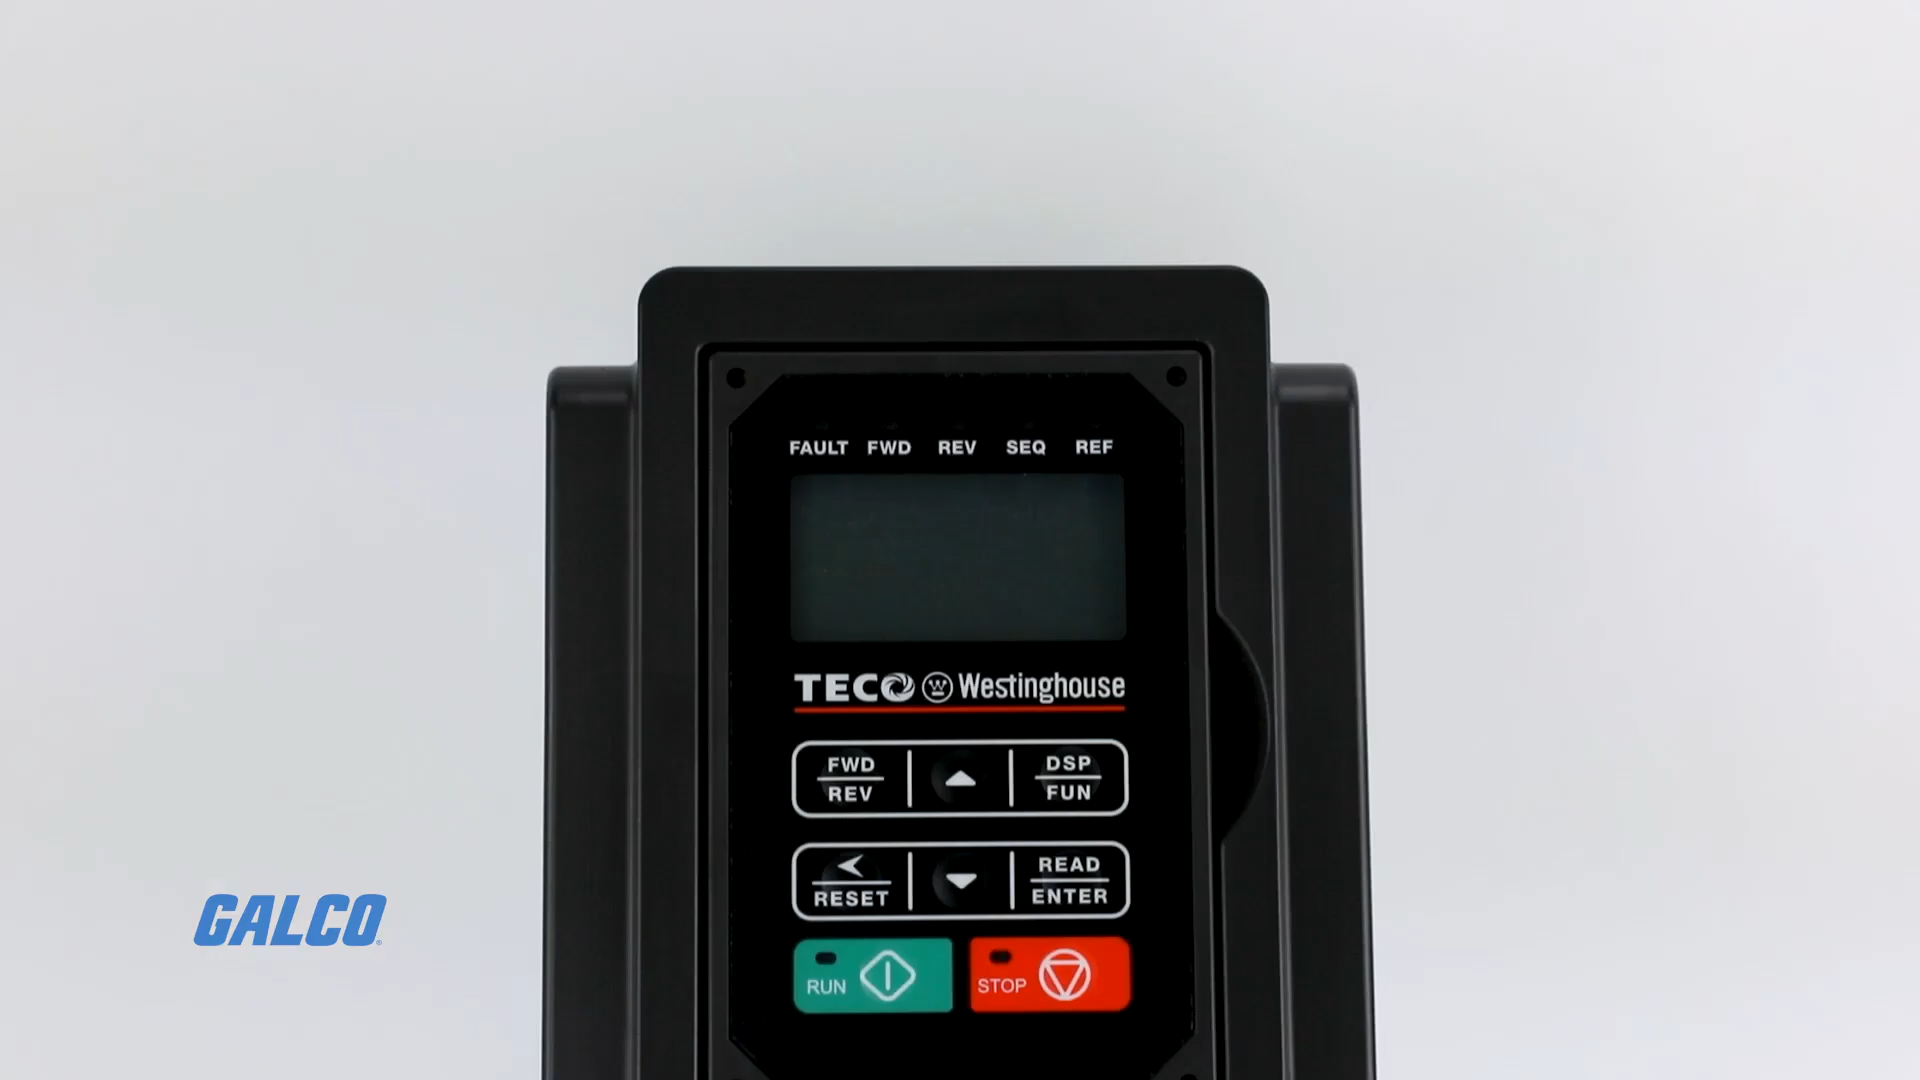 FAULT FWD REV SEQ REF
TECO Westinghouse
FWD
REV
DSP
FUN
RESET
READ
ENTER
RUN
STOP
GALCO